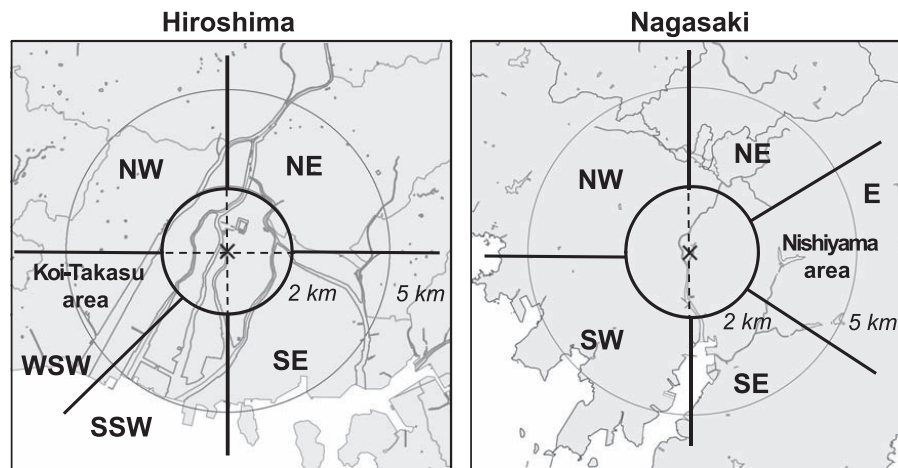 Hiroshima
NW
NE
Koi-Takasu
area
2 km
5 km
WSW
SE
SSW
Nagasaki
NE
NW
E
Nishiyama
area
2 km
5 km
SW
SE